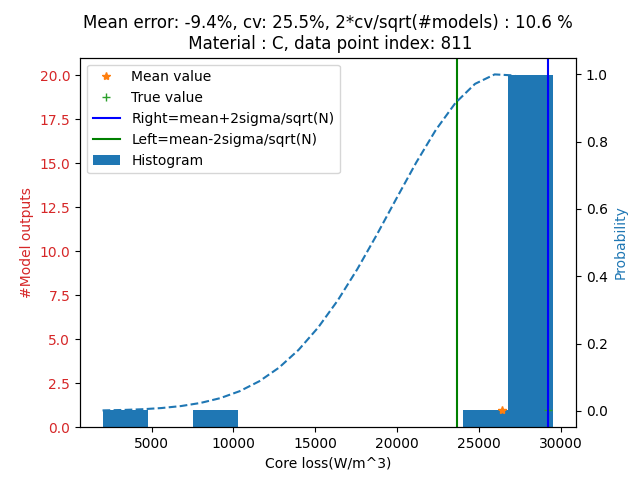 Mean error: -9.4%, cv: 25.5%, 2*cv/sqrt(#models) : 10.6 %
Material : C, data point index: 811
Mean value
True value
Right=mean+2sigma/sqrt(N)
Left=mean-2sigma/sqrt(N)
Histogram
#Model outputs
20.0
17.5
15.0
12.5
10.0
7.5
5.0
2.5
0.0
1.0
0.8
0.6
0.4
0.2
0.0
Probability
5000 10000 15000 20000 25000 30000
Core loss(W/m^3)